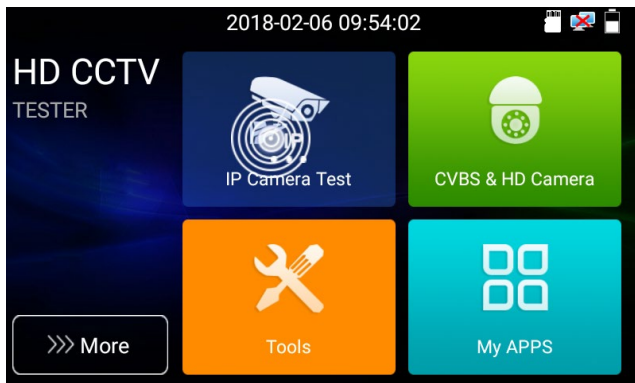 2018-02-06 09:54:02
HD CCTV
TESTER
IP
IP Camera Test
CVBS & HD Camera
Tools
My APPS
>>> More